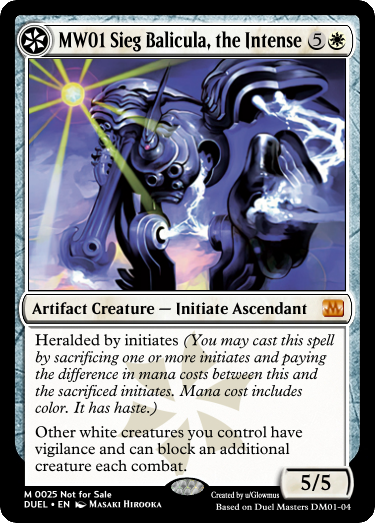 MW01 Sieg Balicula, the Intense 5
Artifact Creature — Initiate Ascendant
Heralded by initiates (You may cast this spell
by sacrificing one or more initiates and paying
the difference in mana costs between this and
the sacrificed initiates. Mana cost includes
color. It has haste.)
Other white creatures you control have
vigilance and can block an additional
creature each combat.
5/5
M 0025 Not for Sale
DUEL • EN Masaki Hirooka
Created by u/Glowmus
Based on Duel Masters DM01-04